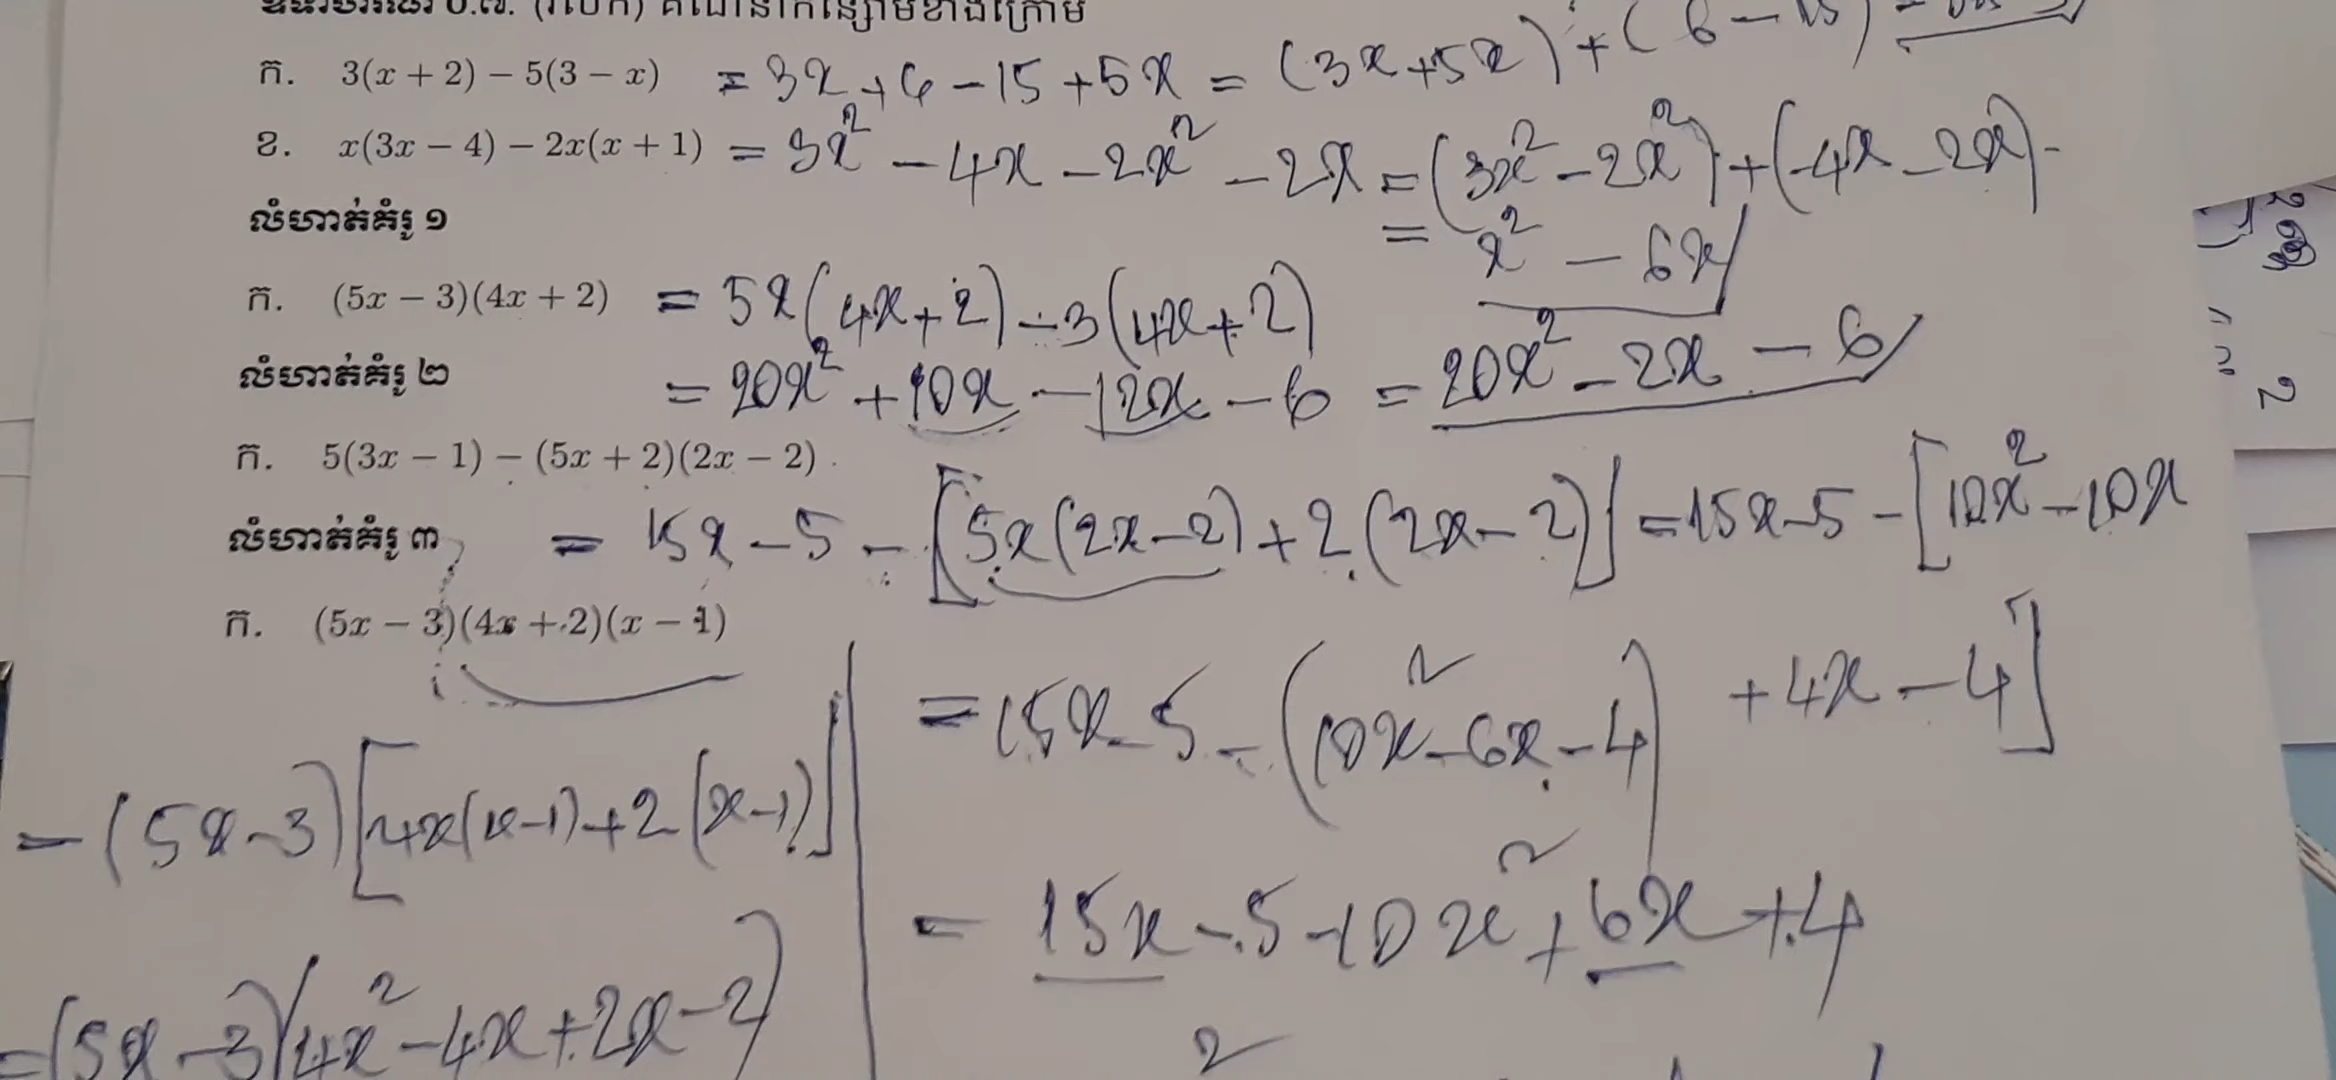 ក. 3(x + 2) − 5(3 − x) = 3x + 6 − 15 + 5x = (3x + 5x) + (6 − 15)
ខ. x(3x − 4) − 2x(x + 1) = 3x² − 4x − 2x² − 2x = (3x² − 2x²) + (−4x − 2x)
= x² − 6x
លំហាត់គំរូ ១
ក. (5x − 3)(4x + 2) = 5x(4x + 2) − 3(4x + 2)
= 20x² + 10x − 12x − 6 = 20x² − 2x − 6
លំហាត់គំរូ ២
ក. 5(3x − 1) − (5x + 2)(2x − 2)
= 15x − 5 − [5x(2x − 2) + 2(2x − 2)] = 15x − 5 − [10x² − 10x
+ 4x − 4]
= 15x − 5 − (10x² − 6x − 4)
= 15x − 5 − 10x² + 6x + 4
លំហាត់គំរូ ៣
ក. (5x − 3)(4x + 2)(x − 1)
= (5x − 3)[4x(x − 1) + 2(x − 1)]
= (5x − 3)(4x² − 4x + 2x − 2)